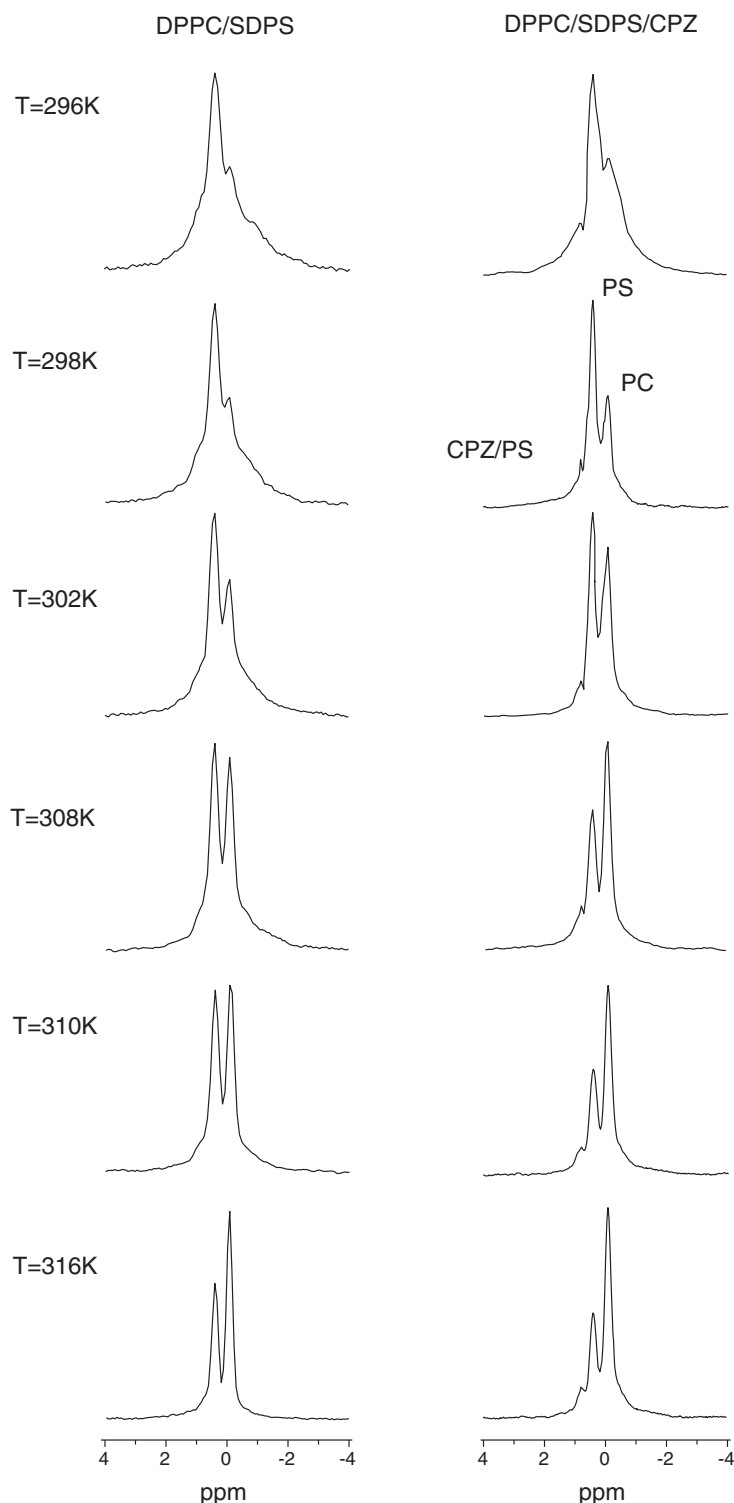 DPPC/SDPS
DPPC/SDPS/CPZ
T=296K
T=298K
PS
PC
CPZ/PS
T=302K
T=308K
T=310K
T=316K
4 2 0 -2 -4
4 2 0 -2 -4
ppm
ppm